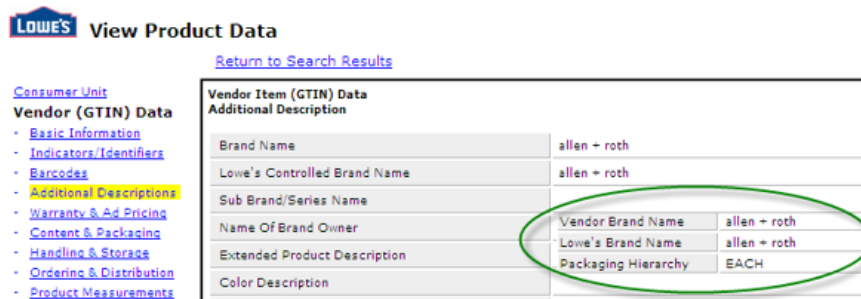 LOWE'S View Product Data
Return to Search Results
Consumer Unit
Vendor (GTIN) Data
- Basic Information
- Indicators/Identifiers
- Barcodes
- Additional Descriptions
- Warranty & Ad Pricing
- Content & Packaging
- Handling & Storage
- Ordering & Distribution
- Product Measurements
Vendor Item (GTIN) Data
Additional Description
Brand Name allen + roth
Lowe's Controlled Brand Name allen + roth
Sub Brand/Series Name
Name Of Brand Owner
Extended Product Description
Color Description
Vendor Brand Name allen + roth
Lowe's Brand Name allen + roth
Packaging Hierarchy EACH